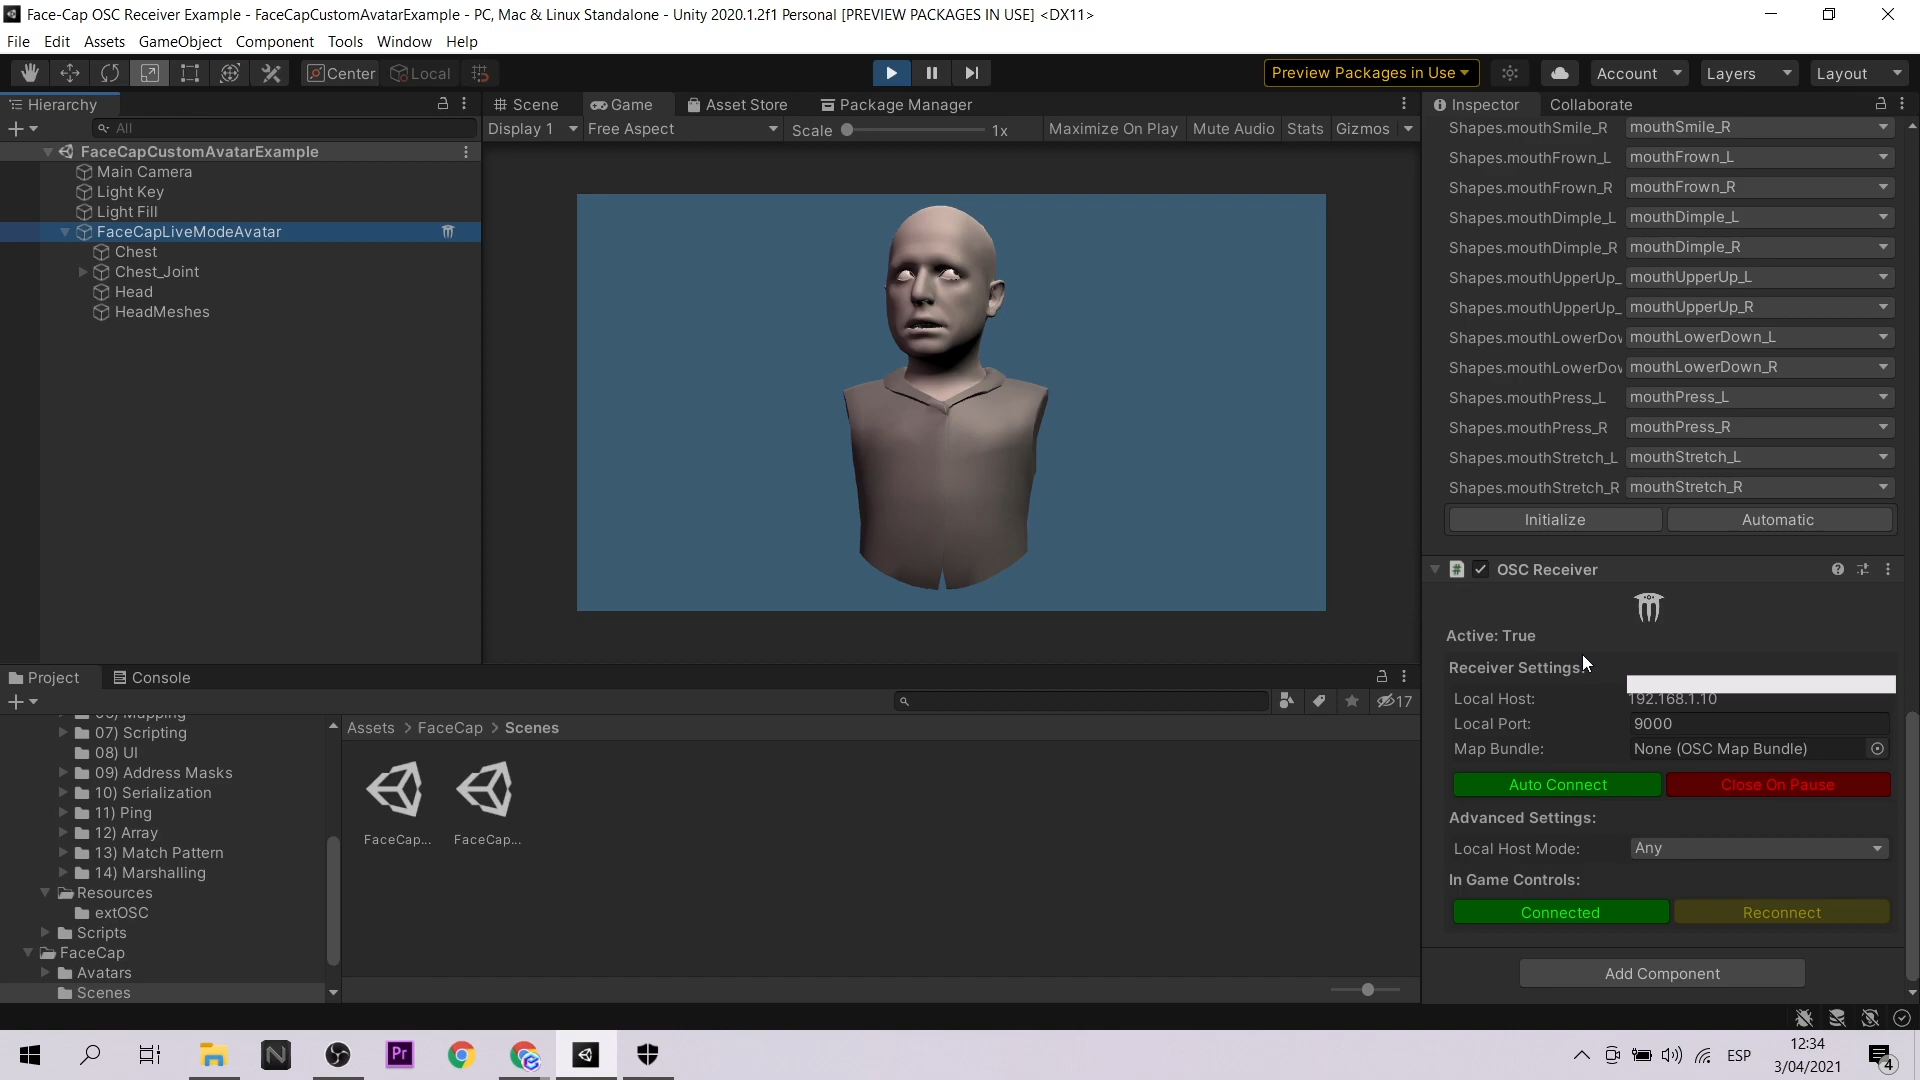 Face-Cap OSC Receiver Example - FaceCapCustomAvatarExample - PC, Mac & Linux Standalone - Unity 2020.1.2f1 Personal [PREVIEW PACKAGES IN USE] <DX11>
File Edit Assets GameObject Component Tools Window Help
Center Local Preview Packages in Use Account Layers Layout
Hierarchy Scene Game Asset Store Package Manager Inspector Collaborate
All Display 1 Free Aspect Scale 1x Maximize On Play Mute Audio Stats Gizmos
FaceCapCustomAvatarExample
Main Camera
Light Key
Light Fill
FaceCapLiveModeAvatar
Chest
Chest_Joint
Head
HeadMeshes
Shapes.mouthSmile_R mouthSmile_R
Shapes.mouthFrown_L mouthFrown_L
Shapes.mouthFrown_R mouthFrown_R
Shapes.mouthDimple_L mouthDimple_L
Shapes.mouthDimple_R mouthDimple_R
Shapes.mouthUpperUp_ mouthUpperUp_L
Shapes.mouthUpperUp_ mouthUpperUp_R
Shapes.mouthLowerDov mouthLowerDown_L
Shapes.mouthLowerDov mouthLowerDown_R
Shapes.mouthPress_L mouthPress_L
Shapes.mouthPress_R mouthPress_R
Shapes.mouthStretch_L mouthStretch_L
Shapes.mouthStretch_R mouthStretch_R
Initialize Automatic
OSC Receiver
Active: True
Receiver Settings:
Local Host: 192.168.1.10
Local Port: 9000
Map Bundle: None (OSC Map Bundle)
Auto Connect Close On Pause
Advanced Settings:
Local Host Mode: Any
In Game Controls:
Connected Reconnect
Add Component
Project Console
17
06) Mapping
07) Scripting
08) UI
09) Address Masks
10) Serialization
11) Ping
12) Array
13) Match Pattern
14) Marshalling
Resources
extOSC
Scripts
FaceCap
Avatars
Scenes
Assets > FaceCap > Scenes
FaceCap... FaceCap...
N Pr ESP 12:34
3/04/2021 4